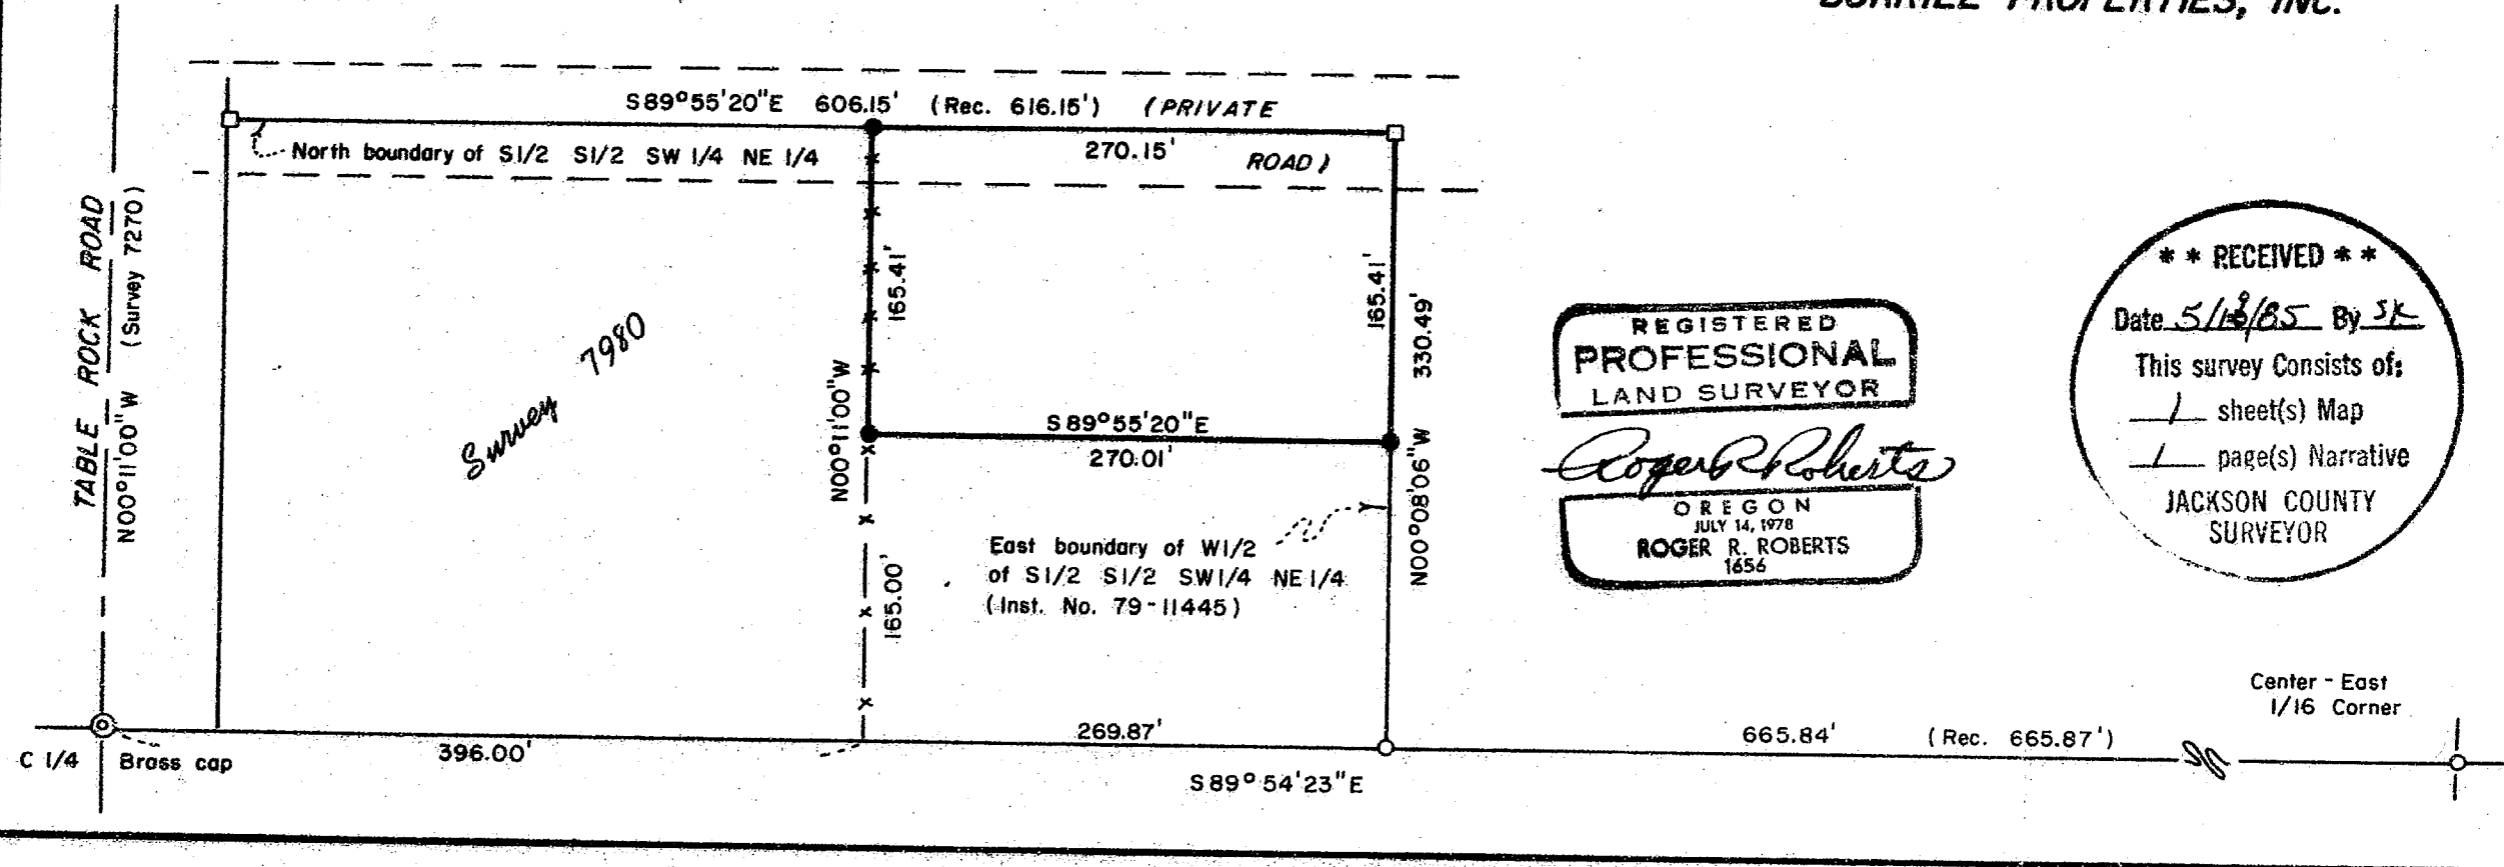 PROPERTIES, INC.
S89°55'20"E 606.15' (Rec. 616.15') (PRIVATE
ROAD)
North boundary of S1/2 S1/2 SW 1/4 NE 1/4
270.15'
TABLE ROCK ROAD
N00°11'00"W (Survey 7270)
Survey 7980
165.41'
N00°11'00"W
165.41'
330.49'
S89°55'20"E
270.01'
N00°08'06"W
East boundary of W1/2
of S1/2 S1/2 SW1/4 NE 1/4
(Inst. No. 79-11445)
165.00'
REGISTERED
PROFESSIONAL
LAND SURVEYOR
Roger R Roberts
OREGON
JULY 14, 1978
ROGER R. ROBERTS
1656
* * RECEIVED * *
Date By SK
This survey Consists of:
1 sheet(s) Map
1 page(s) Narrative
JACKSON COUNTY
SURVEYOR
Center - East
1/16 Corner
C 1/4 Brass cap
396.00'
269.87'
665.84' (Rec. 665.87')
S89°54'23"E